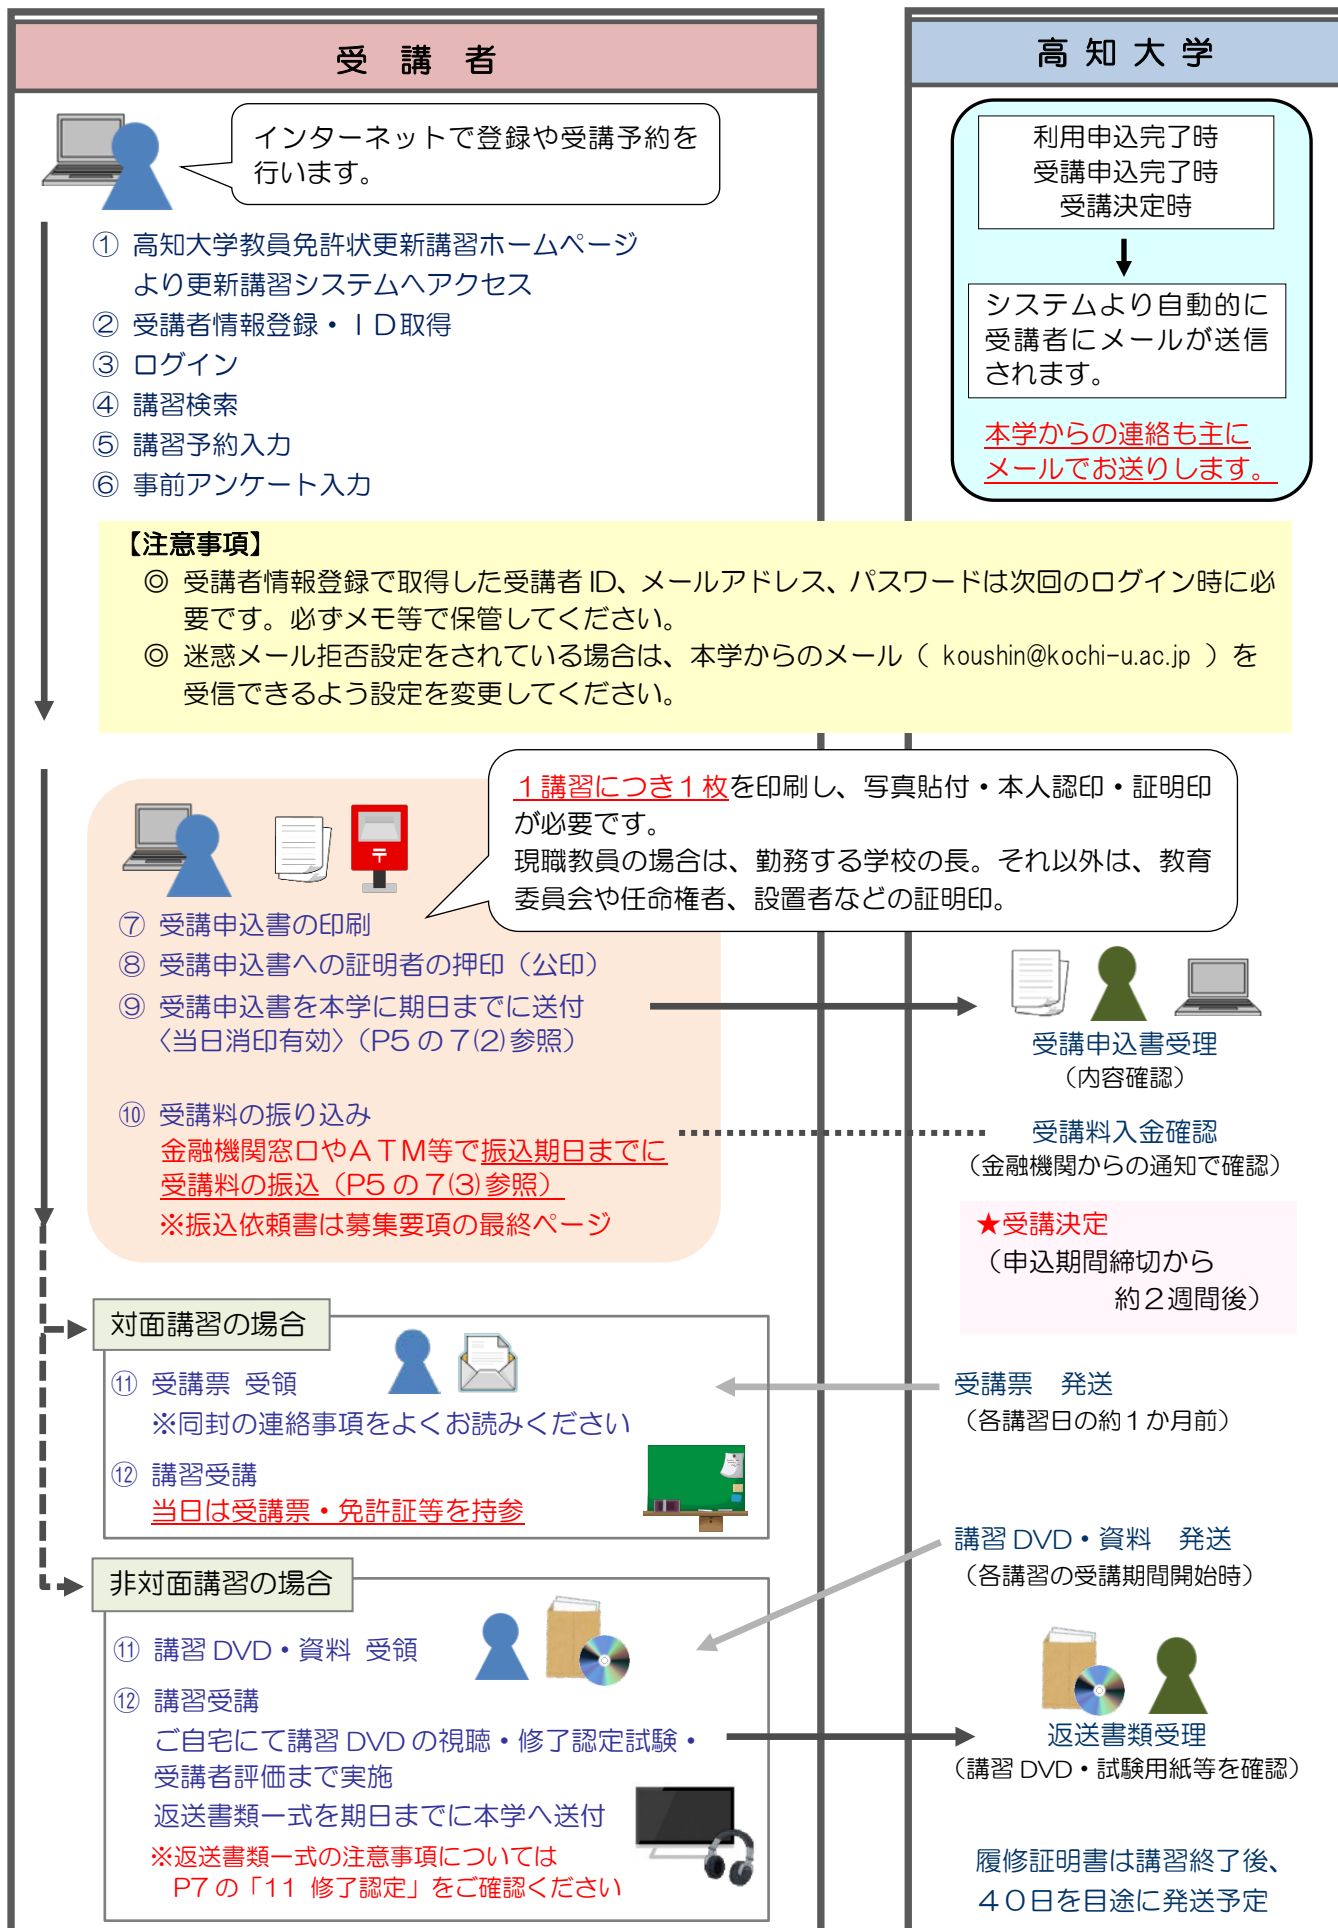 受 講 者
高 知 大 学
インターネットで登録や受講予約を
行います。
利用申込完了時
受講申込完了時
受講決定時
システムより自動的に
受講者にメールが送信
されます。
本学からの連絡も主に
メールでお送りします。
① 高知大学教員免許状更新講習ホームページ
より更新講習システムへアクセス
② 受講者情報登録・ＩＤ取得
③ ログイン
④ 講習検索
⑤ 講習予約入力
⑥ 事前アンケート入力
【注意事項】
◎ 受講者情報登録で取得した受講者 ID、メールアドレス、パスワードは次回のログイン時に必
要です。必ずメモ等で保管してください。
◎ 迷惑メール拒否設定をされている場合は、本学からのメール（ koushin@kochi-u.ac.jp ）を
受信できるよう設定を変更してください。
１講習につき１枚を印刷し、写真貼付・本人認印・証明印
が必要です。
現職教員の場合は、勤務する学校の長。それ以外は、教育
委員会や任命権者、設置者などの証明印。
⑦ 受講申込書の印刷
⑧ 受講申込書への証明者の押印（公印）
⑨ 受講申込書を本学に期日までに送付
〈当日消印有効〉（P5 の 7(2)参照）
受講申込書受理
（内容確認）
⑩ 受講料の振り込み
金融機関窓口やＡＴＭ等で振込期日までに
受講料の振込（P5 の 7(3)参照）
※振込依頼書は募集要項の最終ページ
受講料入金確認
（金融機関からの通知で確認）
★受講決定
（申込期間締切から
約２週間後）
対面講習の場合
⑪ 受講票 受領
※同封の連絡事項をよくお読みください
⑫ 講習受講
当日は受講票・免許証等を持参
受講票　発送
（各講習日の約１か月前）
講習 DVD・資料　発送
（各講習の受講期間開始時）
非対面講習の場合
⑪ 講習 DVD・資料 受領
⑫ 講習受講
ご自宅にて講習 DVD の視聴・修了認定試験・
受講者評価まで実施
返送書類一式を期日までに本学へ送付
※返送書類一式の注意事項については
P7 の「11 修了認定」をご確認ください
返送書類受理
（講習 DVD・試験用紙等を確認）
履修証明書は講習終了後、
４０日を目途に発送予定